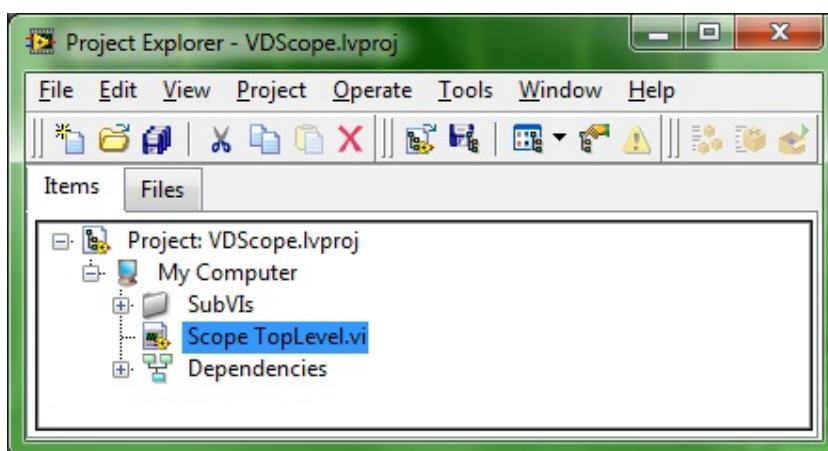 Project Explorer - VDScope.lvproj
File Edit View Project Operate Tools Window Help
Items Files
Project: VDScope.lvproj
My Computer
SubVIs
Scope TopLevel.vi
Dependencies